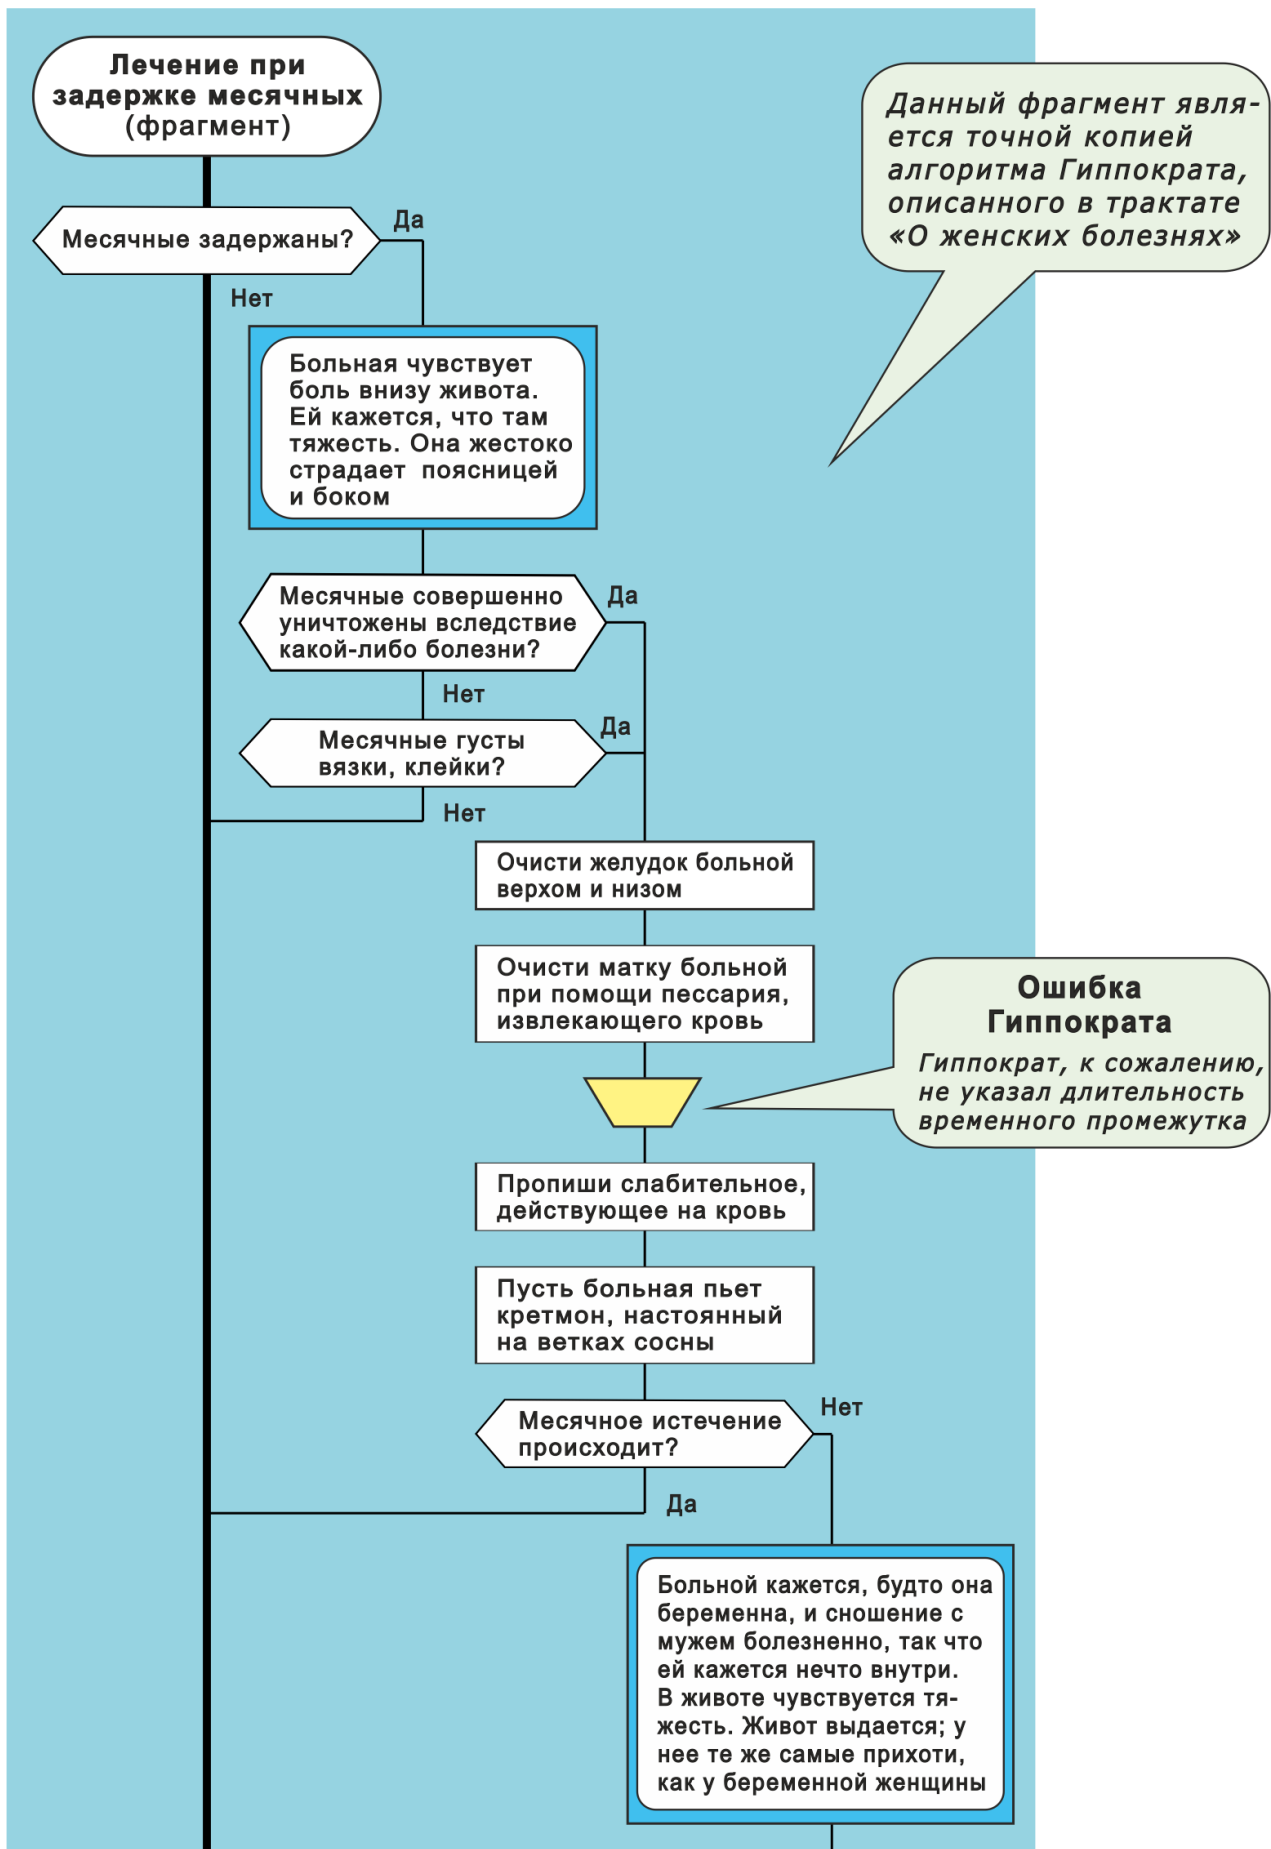 Лечение при
задержке месячных
(фрагмент)
Данный фрагмент явля-
ется точной копией
алгоритма Гиппократа,
описанного в трактате
«О женских болезнях»
Месячные задержаны?
Да
Нет
Больная чувствует
боль внизу живота.
Ей кажется, что там
тяжесть. Она жестоко
страдает поясницей
и боком
Месячные совершенно
уничтожены вследствие
какой-либо болезни?
Да
Нет
Месячные густы
вязки, клейки?
Да
Нет
Очисти желудок больной
верхом и низом
Очисти матку больной
при помощи пессария,
извлекающего кровь
Ошибка
Гиппократа
Гиппократ, к сожалению,
не указал длительность
временного промежутка
Пропиши слабительное,
действующее на кровь
Пусть больная пьет
кретмон, настоянный
на ветках сосны
Месячное истечение
происходит?
Нет
Да
Больной кажется, будто она
беременна, и сношение с
мужем болезненно, так что
ей кажется нечто внутри.
В животе чувствуется тя-
жесть. Живот выдается; у
нее те же самые прихоти,
как у беременной женщины